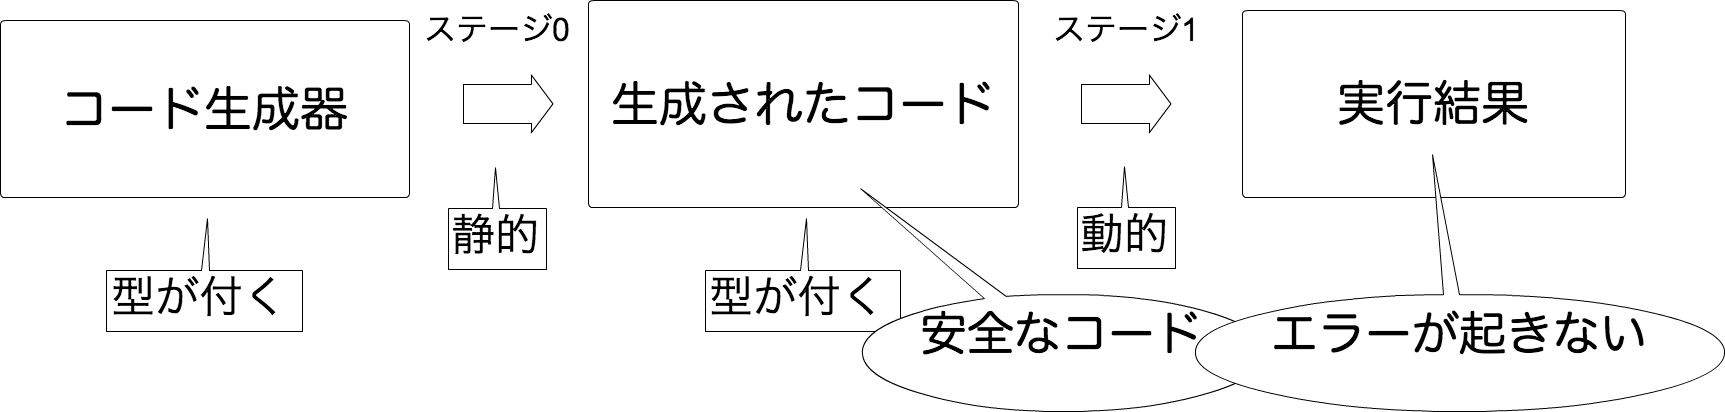 ステージ0
ステージ1
コード生成器
生成されたコード
実行結果
静的
動的
型が付く
型が付く
安全なコード
エラーが起きない